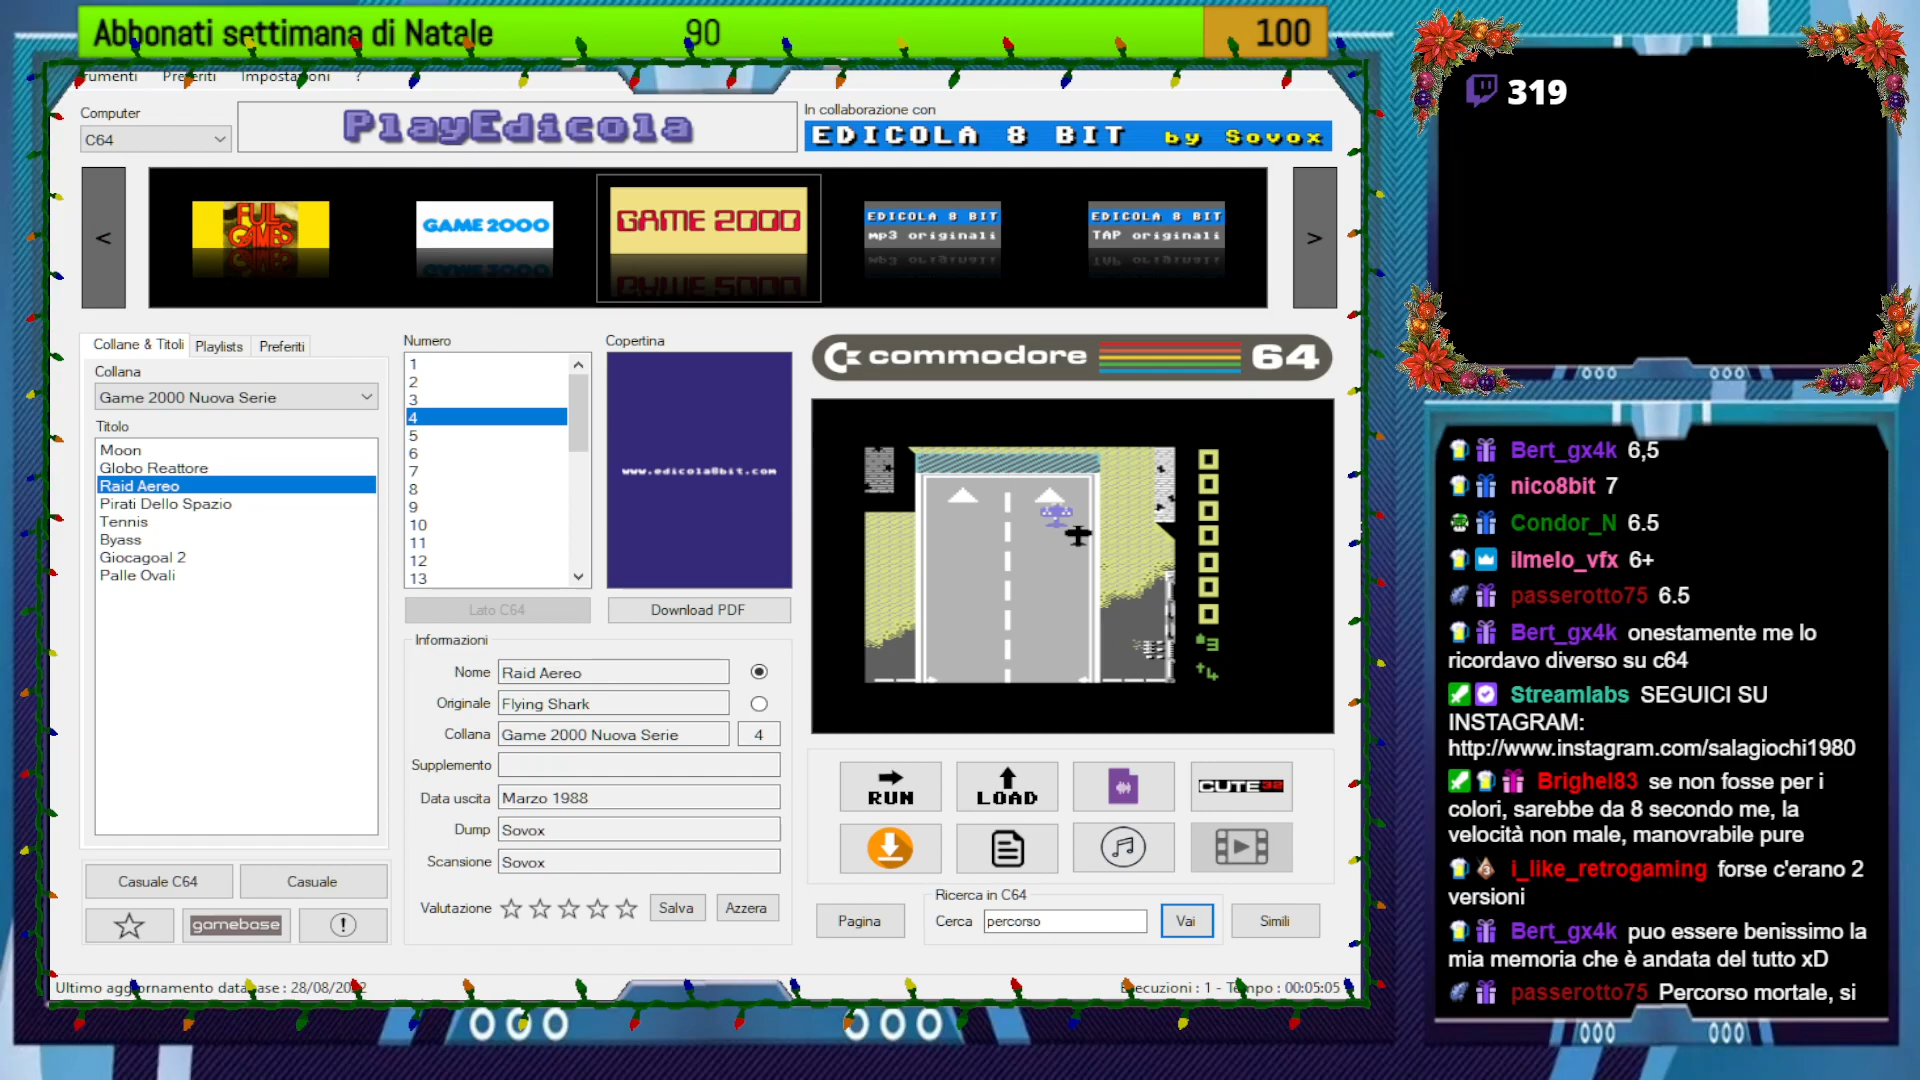 Abbonati settimana di Natale 90 100
rumenti Preferiti Impostazioni ?
Computer
C64
PlayEdicola
In collaborazione con
EDICOLA 8 BIT by Sovox
<
FULL GAMES
GAME 2000
GAME 2000
EDICOLA 8 BIT
mp3 originali
EDICOLA 8 BIT
TAP originali
>
Collane & Titoli Playlists Preferiti
Collana
Game 2000 Nuova Serie
Titolo
Moon
Globo Reattore
Raid Aereo
Pirati Dello Spazio
Tennis
Byass
Giocagoal 2
Palle Ovali
Numero
1
2
3
4
5
6
7
8
9
10
11
12
13
Lato C64
Copertina
www.edicola8bit.com
Download PDF
commodore 64
Informazioni
Nome Raid Aereo
Originale Flying Shark
Collana Game 2000 Nuova Serie 4
Supplemento
Data uscita Marzo 1988
Dump Sovox
Scansione Sovox
Valutazione Salva Azzera
Casuale C64 Casuale
gamebase
RUN LOAD
Pagina
Ricerca in C64
Cerca percorso Vai
Simili
Ultimo aggiornamento database : 28/08/2022
Esecuzioni : 1 - Tempo : 00:05:05
319
Bert_gx4k 6,5
nico8bit 7
Condor_N 6.5
ilmelo_vfx 6+
passerotto75 6.5
Bert_gx4k onestamente me lo
ricordavo diverso su c64
Streamlabs SEGUICI SU
INSTAGRAM:
http://www.instagram.com/salagiochi1980
Brighel83 se non fosse per i
colori, sarebbe da 8 secondo me, la
velocità non male, manovrabile pure
i_like_retrogaming forse c'erano 2
versioni
Bert_gx4k puo essere benissimo la
mia memoria che è andata del tutto xD
passerotto75 Percorso mortale, si